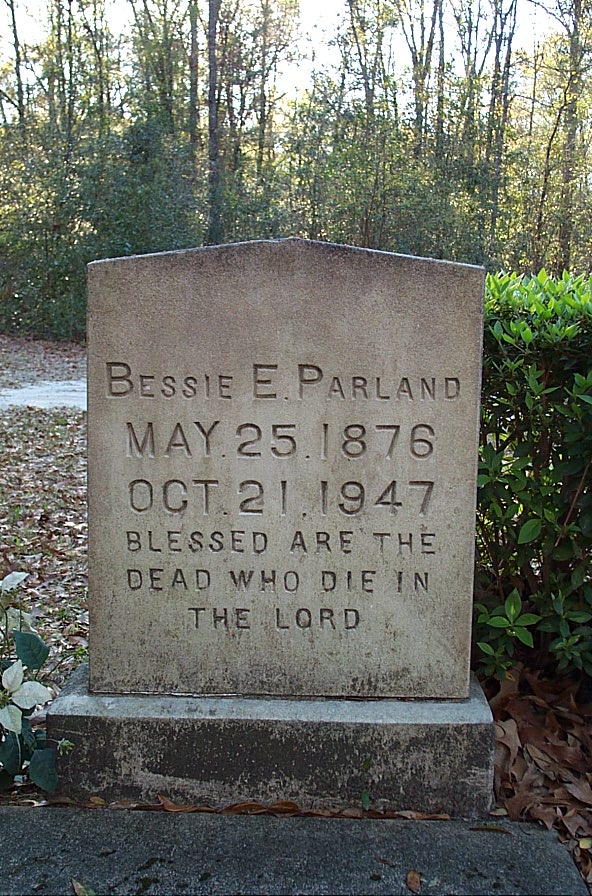 BESSIE E. PARLAND
MAY. 25. 1876
OCT. 21. 1947
BLESSED ARE THE
DEAD WHO DIE IN
THE LORD